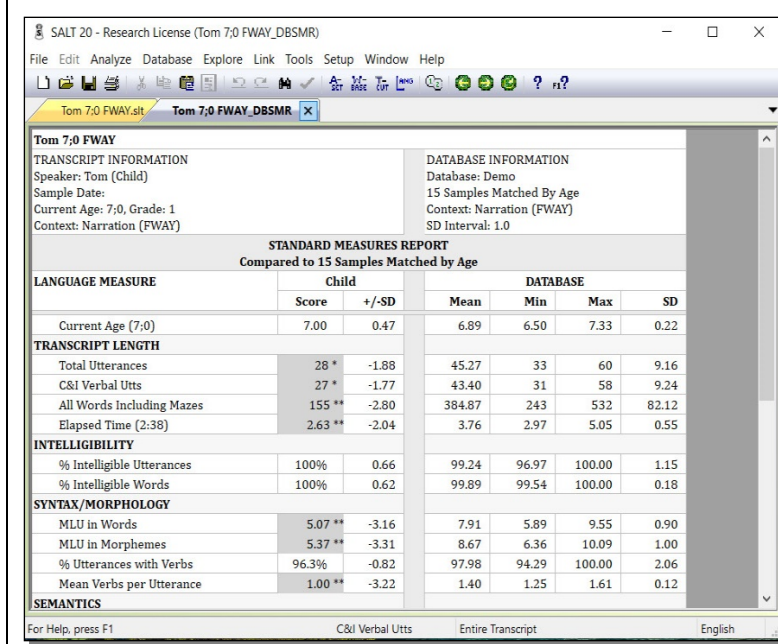 SALT 20 - Research License (Tom 7;0 FWAY_DBSMR)
File Edit Analyze Database Explore Link Tools Setup Window Help
Tom 7;0 FWAY.slt Tom 7;0 FWAY_DBSMR X
Tom 7;0 FWAY
TRANSCRIPT INFORMATION DATABASE INFORMATION
Speaker: Tom (Child) Database: Demo
Sample Date: 15 Samples Matched By Age
Current Age: 7;0, Grade: 1 Context: Narration (FWAY)
Context: Narration (FWAY) SD Interval: 1.0
STANDARD MEASURES REPORT
Compared to 15 Samples Matched by Age
LANGUAGE MEASURE Child DATABASE
Score +/-SD Mean Min Max SD
Current Age (7;0) 7.00 0.47 6.89 6.50 7.33 0.22
TRANSCRIPT LENGTH
Total Utterances 28 * -1.88 45.27 33 60 9.16
C&I Verbal Utts 27 * -1.77 43.40 31 58 9.24
All Words Including Mazes 155 ** -2.80 384.87 243 532 82.12
Elapsed Time (2:38) 2.63 ** -2.04 3.76 2.97 5.05 0.55
INTELLIGIBILITY
% Intelligible Utterances 100% 0.66 99.24 96.97 100.00 1.15
% Intelligible Words 100% 0.62 99.89 99.54 100.00 0.18
SYNTAX/MORPHOLOGY
MLU in Words 5.07 ** -3.16 7.91 5.89 9.55 0.90
MLU in Morphemes 5.37 ** -3.31 8.67 6.36 10.09 1.00
% Utterances with Verbs 96.3% -0.82 97.98 94.29 100.00 2.06
Mean Verbs per Utterance 1.00 ** -3.22 1.40 1.25 1.61 0.12
SEMANTICS
For Help, press F1 C&I Verbal Utts Entire Transcript English